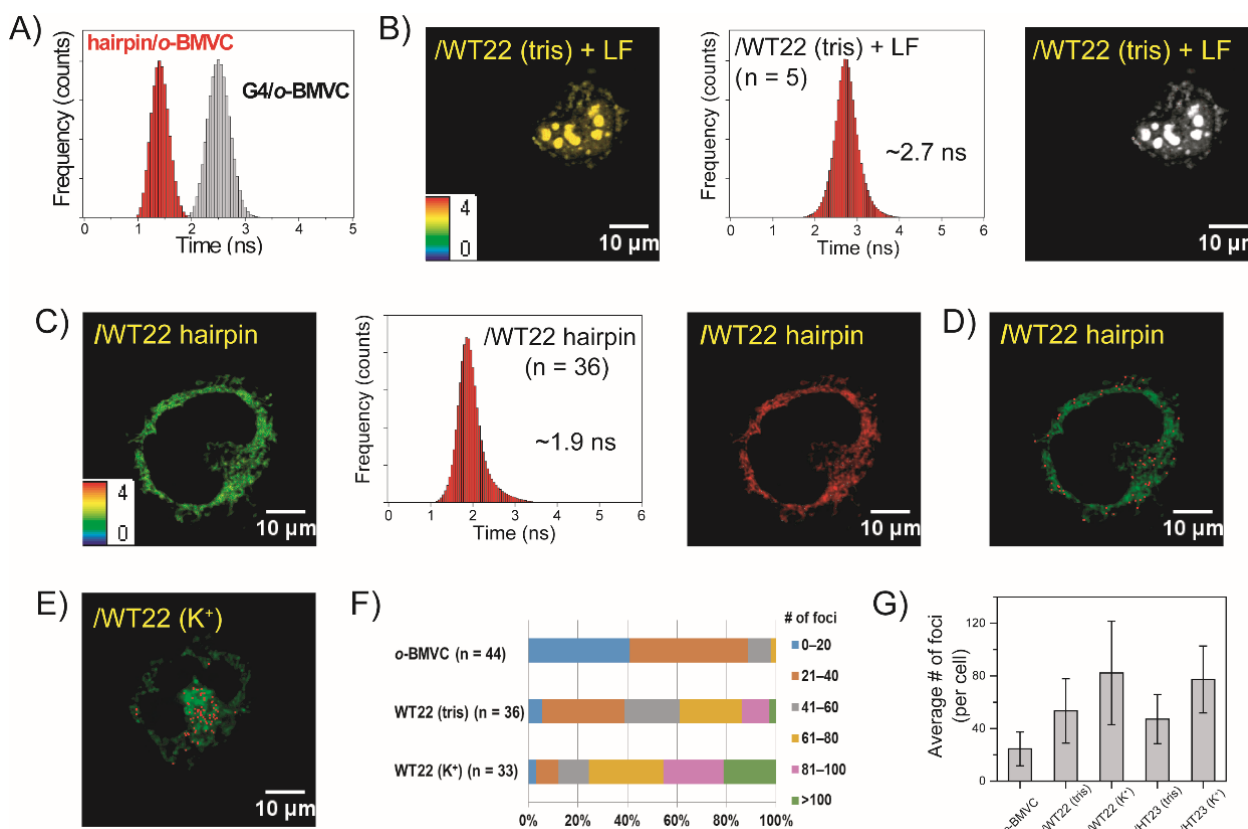 A)
hairpin/o-BMVC
G4/o-BMVC
Frequency (counts)
0 1 2 3 4 5
Time (ns)
B)
/WT22 (tris) + LF
4
0
10 µm
/WT22 (tris) + LF
(n = 5)
~2.7 ns
Frequency (counts)
0 1 2 3 4 5 6
Time (ns)
/WT22 (tris) + LF
10 µm
C)
/WT22 hairpin
4
0
10 µm
/WT22 hairpin
(n = 36)
~1.9 ns
Frequency (counts)
0 1 2 3 4 5 6
Time (ns)
/WT22 hairpin
10 µm
D)
/WT22 hairpin
10 µm
E)
/WT22 (K⁺)
10 µm
F)
# of foci
o-BMVC (n = 44)
WT22 (tris) (n = 36)
WT22 (K⁺) (n = 33)
0–20
21–40
41–60
61–80
81–100
>100
0% 20% 40% 60% 80% 100%
G)
Average # of foci
(per cell)
120
80
40
0
o-BMVC
/WT22 (tris)
/WT22 (K⁺)
/HT23 (tris)
/HT23 (K⁺)